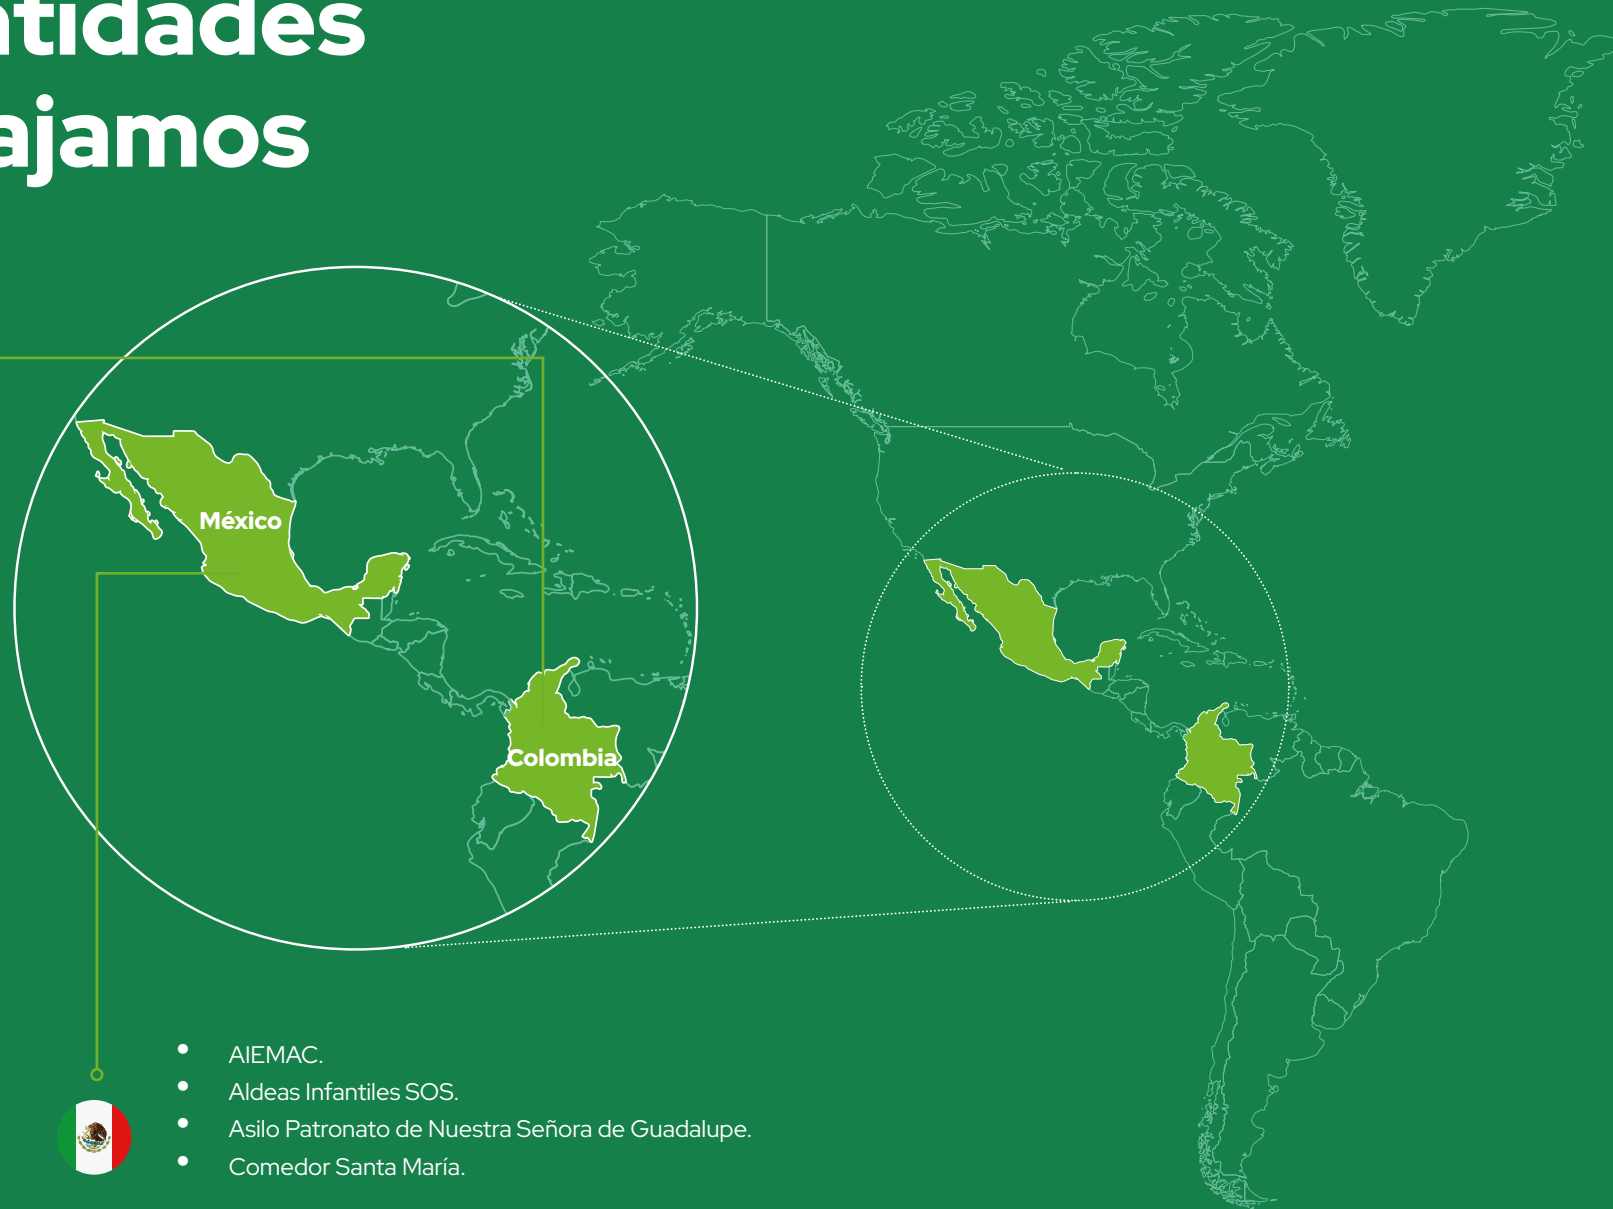 ntidades
ajamos
México
Colombia
• AIEMAC.
• Aldeas Infantiles SOS.
• Asilo Patronato de Nuestra Señora de Guadalupe.
• Comedor Santa María.